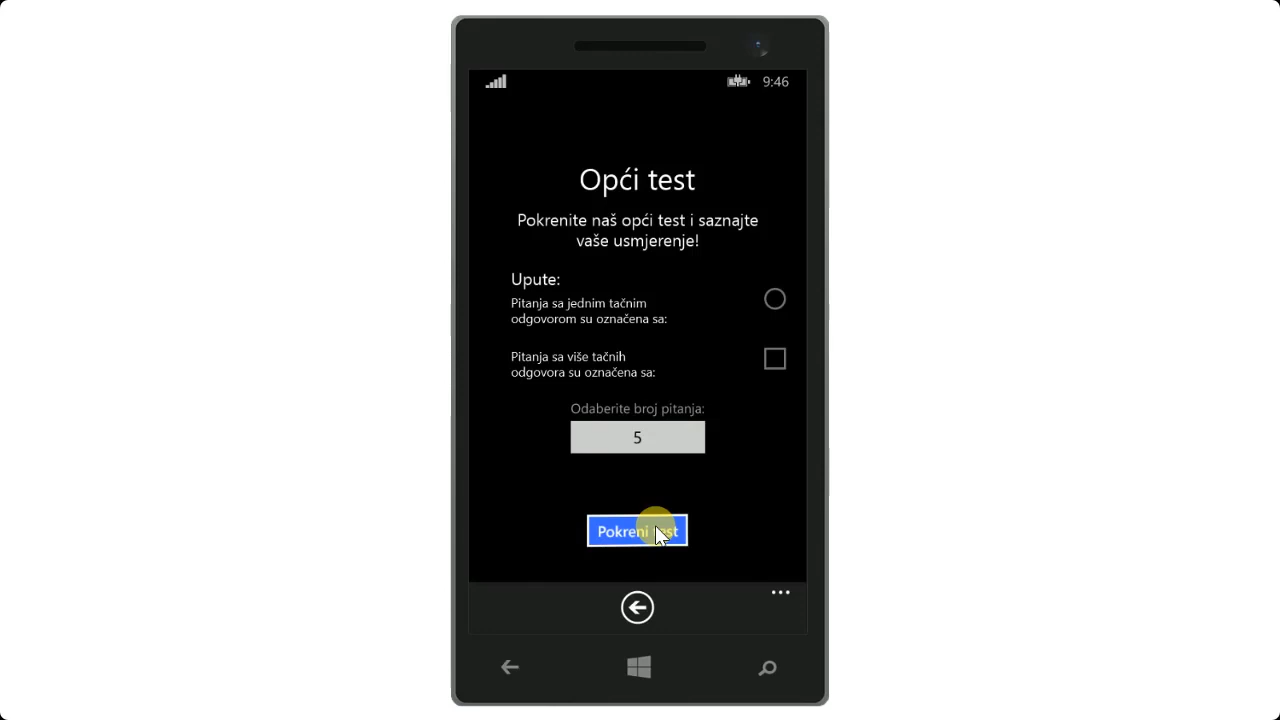 9:46
Opći test
Pokrenite naš opći test i saznajte
vaše usmjerenje!
Upute:
Pitanja sa jednim tačnim
odgovorom su označena sa:
Pitanja sa više tačnih
odgovora su označena sa:
Odaberite broj pitanja:
5
Pokreni test